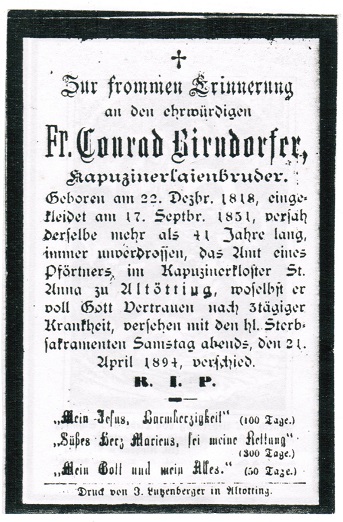 Zur frommen Erinnerung
an den ehrwürdigen
Fr. Conrad Birndorfer,
Kapuzinerlaienbruder.
Geboren am 22. Dezbr. 1818, einge-
kleidet am 17. Septbr. 1851, versah
derselbe mehr als 41 Jahre lang,
immer unverdrossen, das Amt eines
Pförtners im Kapuzinerkloster St.
Anna zu Altötting, woselbst er
voll Gott Vertrauen nach 3tägiger
Krankheit, versehen mit den hl. Sterb-
sakramenten Samstag abends, den 21.
April 1894, verschied.
R. I. P.
„Mein Jesus, Barmherzigkeit“ (100 Tage.)
„Süßes Herz Mariens, sei meine Rettung“
(300 Tage.)
„Mein Gott und mein Alles.“ (50 Tage.)
Druck von J. Lutzenberger in Altötting.